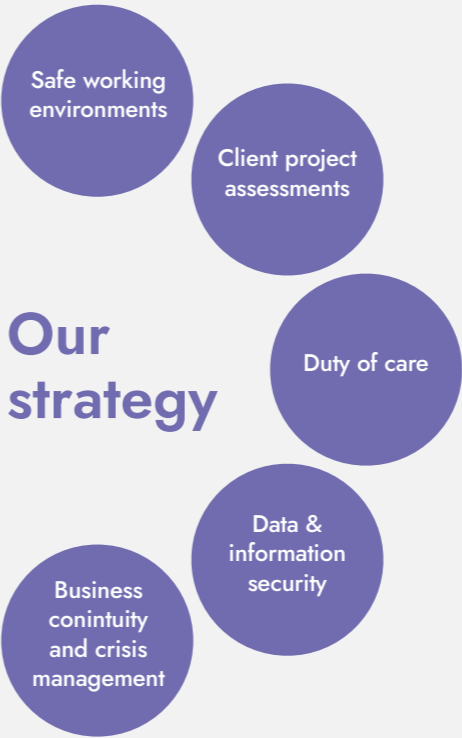 Safe working
environments
Client project
assessments
Our
strategy
Duty of care
Data &
information
security
Business
conintuity
and crisis
management